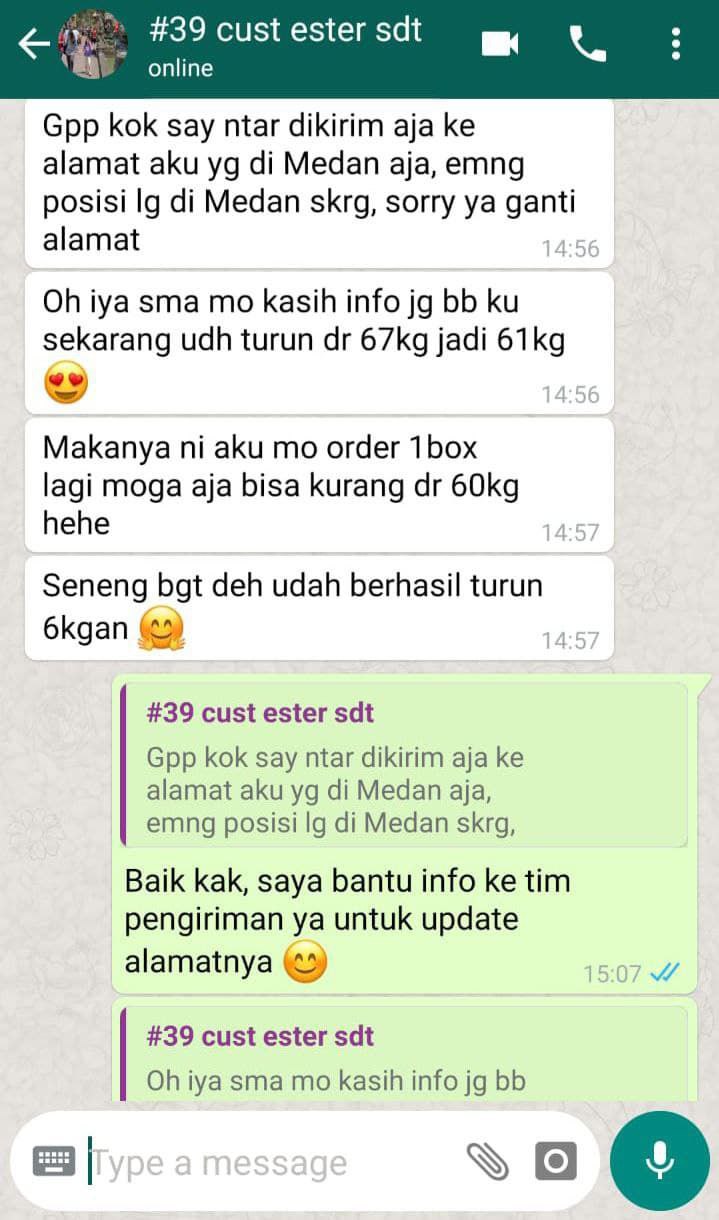 #39 cust ester sdt
online
Gpp kok say ntar dikirim aja ke
alamat aku yg di Medan aja, emng
posisi lg di Medan skrg, sorry ya ganti
alamat
14:56
Oh iya sma mo kasih info jg bb ku
sekarang udh turun dr 67kg jadi 61kg
😍
14:56
Makanya ni aku mo order 1box
lagi moga aja bisa kurang dr 60kg
hehe
14:57
Seneng bgt deh udah berhasil turun
6kgan 🤗
14:57
#39 cust ester sdt
Gpp kok say ntar dikirim aja ke
alamat aku yg di Medan aja,
emng posisi lg di Medan skrg,
Baik kak, saya bantu info ke tim
pengiriman ya untuk update
alamatnya 😊
15:07
#39 cust ester sdt
Oh iya sma mo kasih info jg bb
Type a message